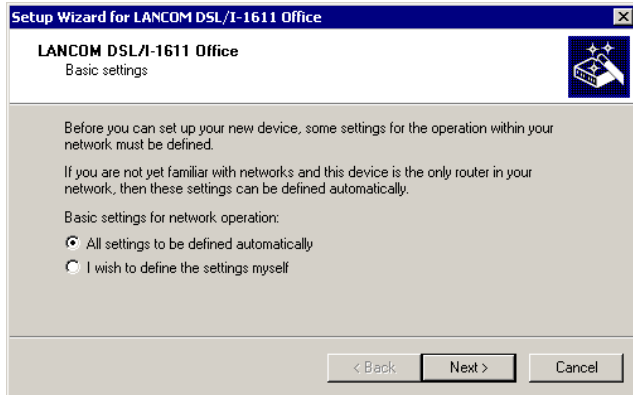 Setup Wizard for LANCOM DSL/I-1611 Office
LANCOM DSL/I-1611 Office
Basic settings
Before you can set up your new device, some settings for the operation within your
network must be defined.
If you are not yet familiar with networks and this device is the only router in your
network, then these settings can be defined automatically.
Basic settings for network operation:
All settings to be defined automatically
I wish to define the settings myself
< Back Next > Cancel